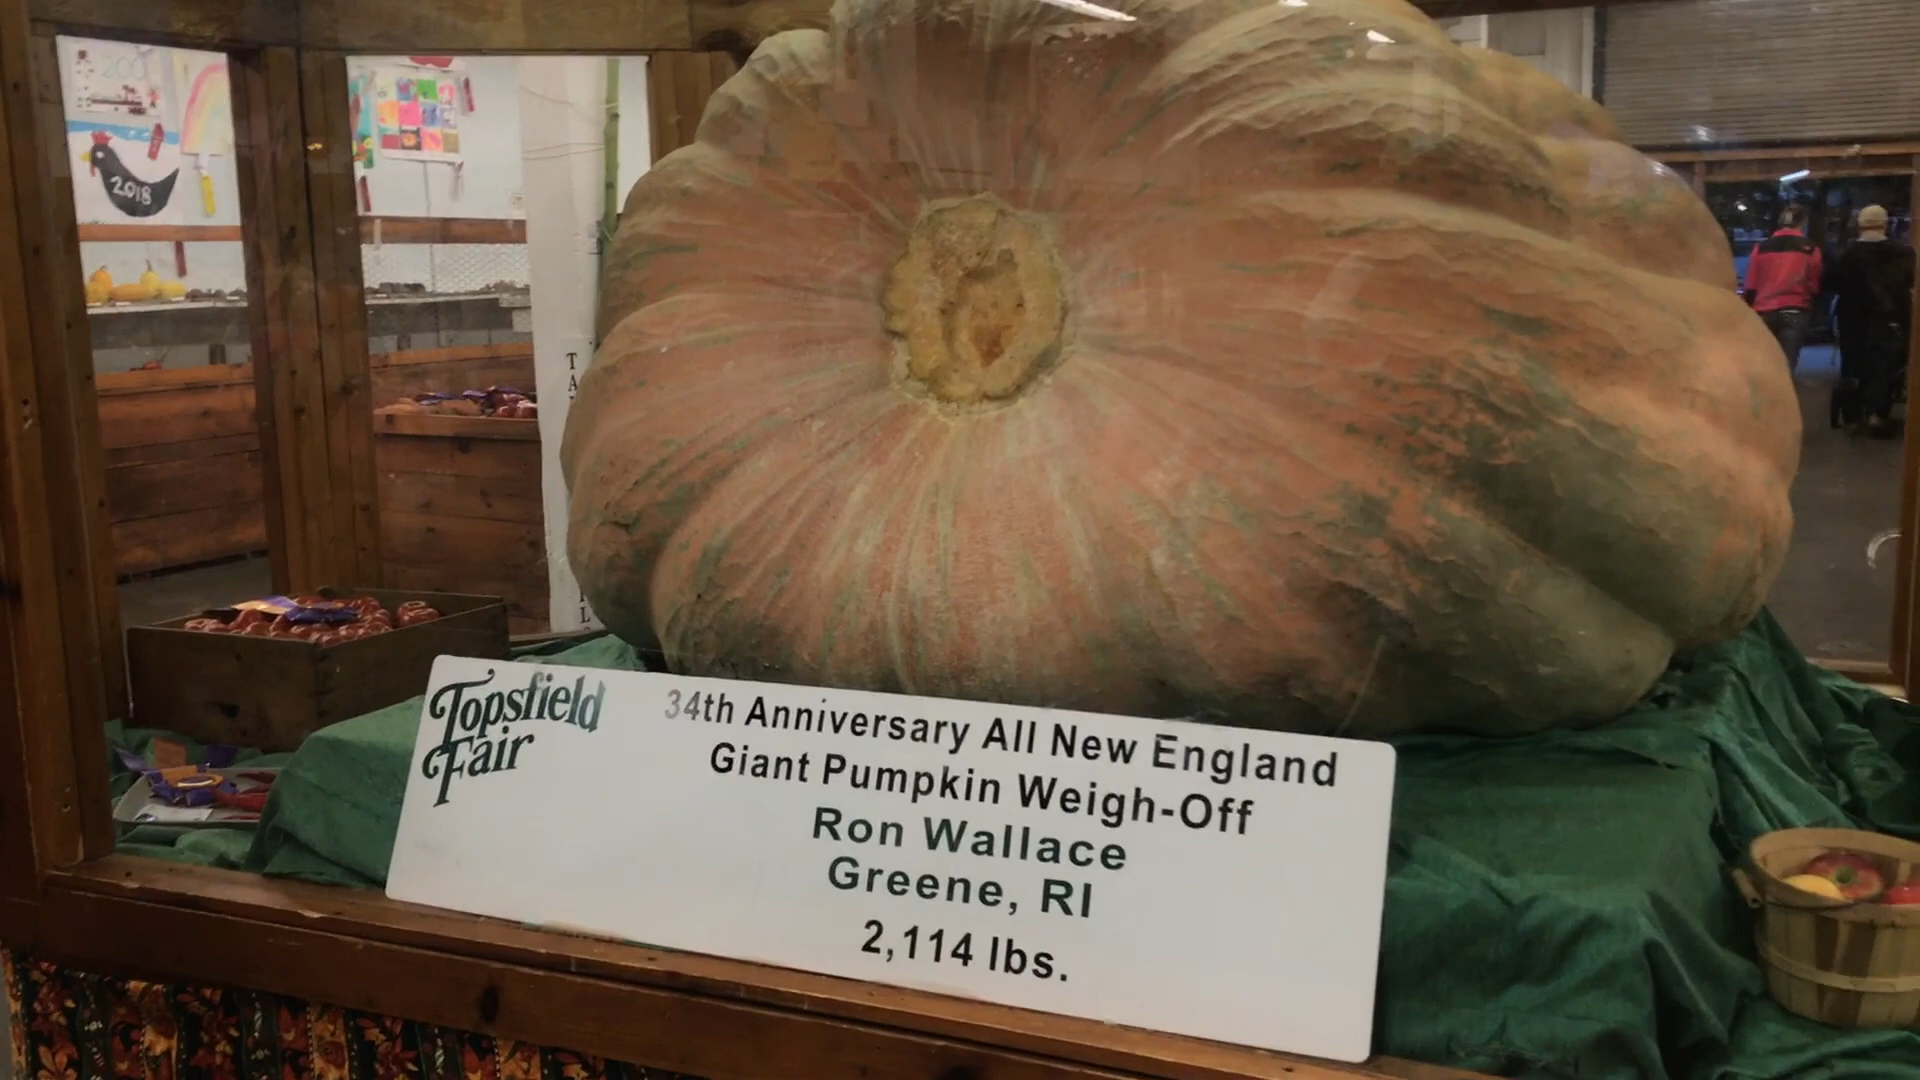 200
2018
Topsfield
Fair
34th Anniversary All New England
Giant Pumpkin Weigh-Off
Ron Wallace
Greene, RI
2,114 lbs.